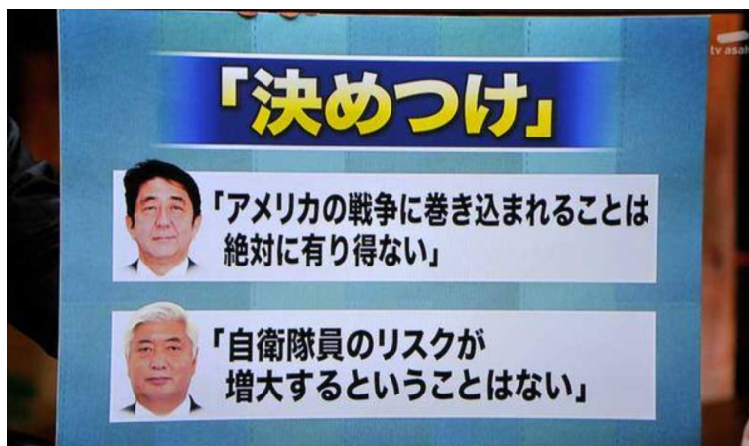 tv asahi
「決めつけ」
「アメリカの戦争に巻き込まれることは
絶対に有り得ない」
「自衛隊員のリスクが
増大するということはない」